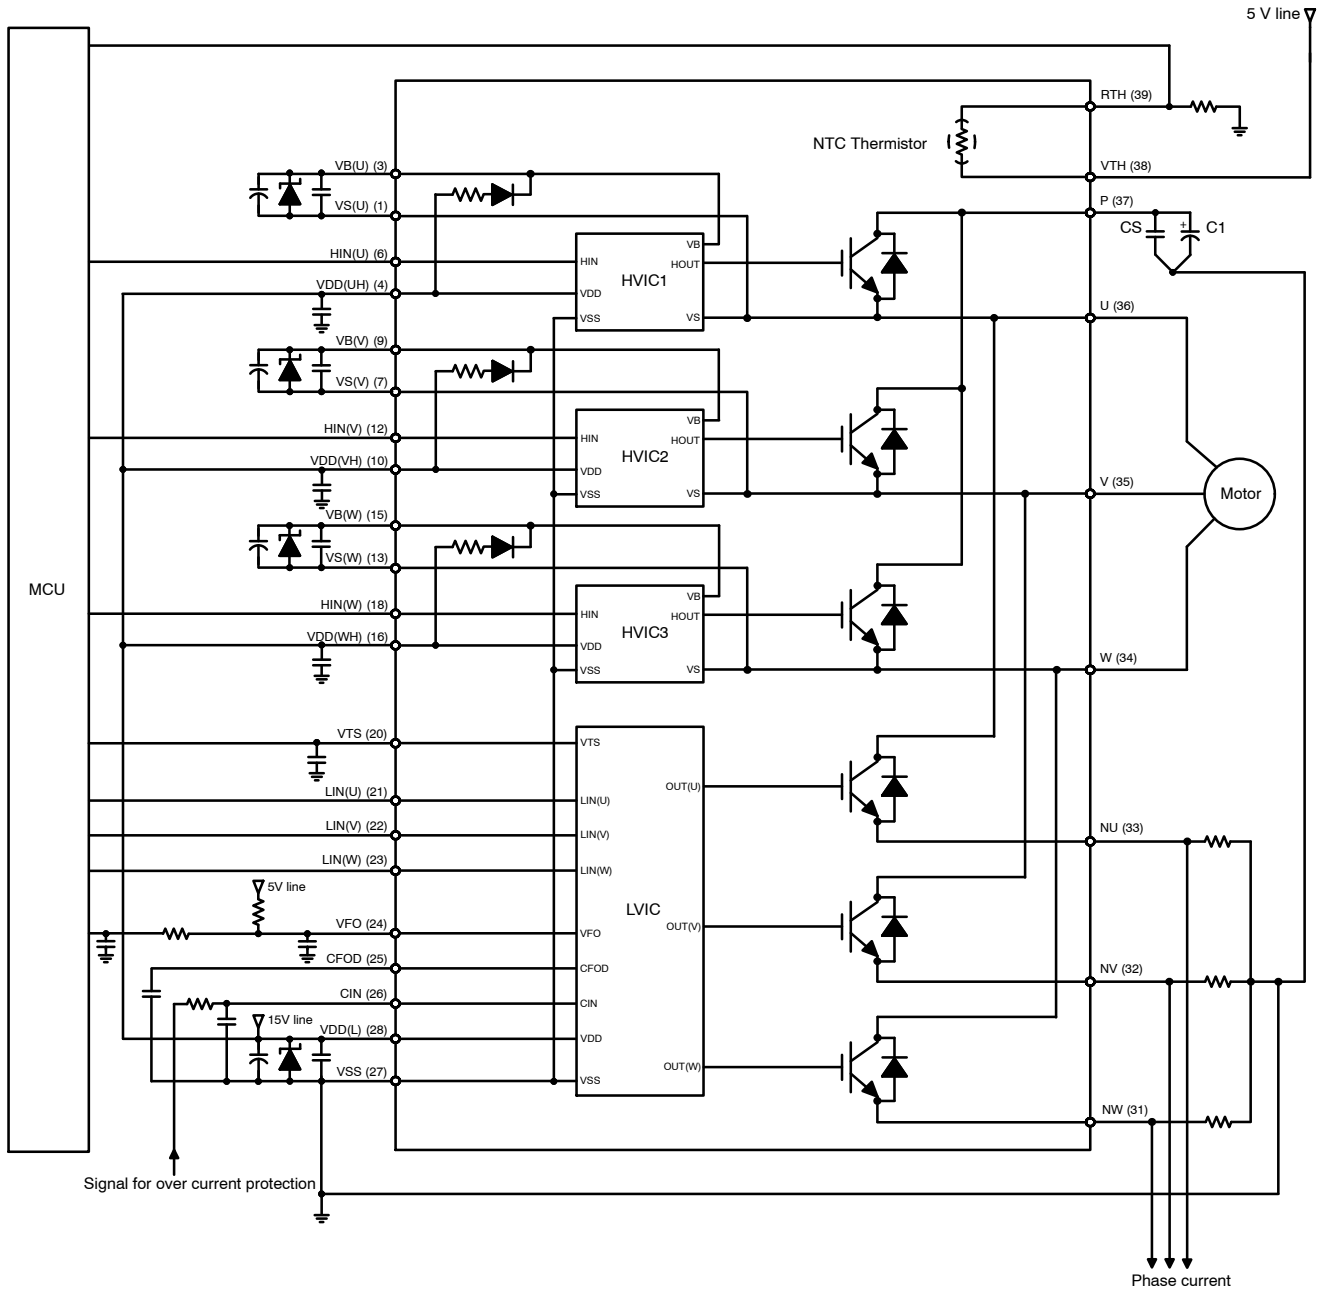 5 V line
RTH (39)
NTC Thermistor
VTH (38)
VB(U) (3)
VS(U) (1)
P (37)
CS
+
C1
VB
HIN(U) (6)
HIN
HOUT
HVIC1
VDD(UH) (4)
VDD
U (36)
VSS
VS
VB(V) (9)
VS(V) (7)
VB
HIN(V) (12)
HIN
HOUT
HVIC2
VDD(VH) (10)
VDD
V (35)
VSS
VS
Motor
VB(W) (15)
VS(W) (13)
MCU
VB
HIN(W) (18)
HIN
HOUT
HVIC3
VDD(WH) (16)
VDD
W (34)
VSS
VS
VTS (20)
VTS
OUT(U)
LIN(U) (21)
LIN(U)
LIN(V) (22)
LIN(V)
NU (33)
LIN(W) (23)
LIN(W)
5V line
LVIC
VFO (24)
VFO
OUT(V)
CFOD (25)
CFOD
NV (32)
CIN (26)
CIN
15V line
VDD(L) (28)
VDD
OUT(W)
VSS (27)
VSS
NW (31)
Signal for over current protection
Phase current